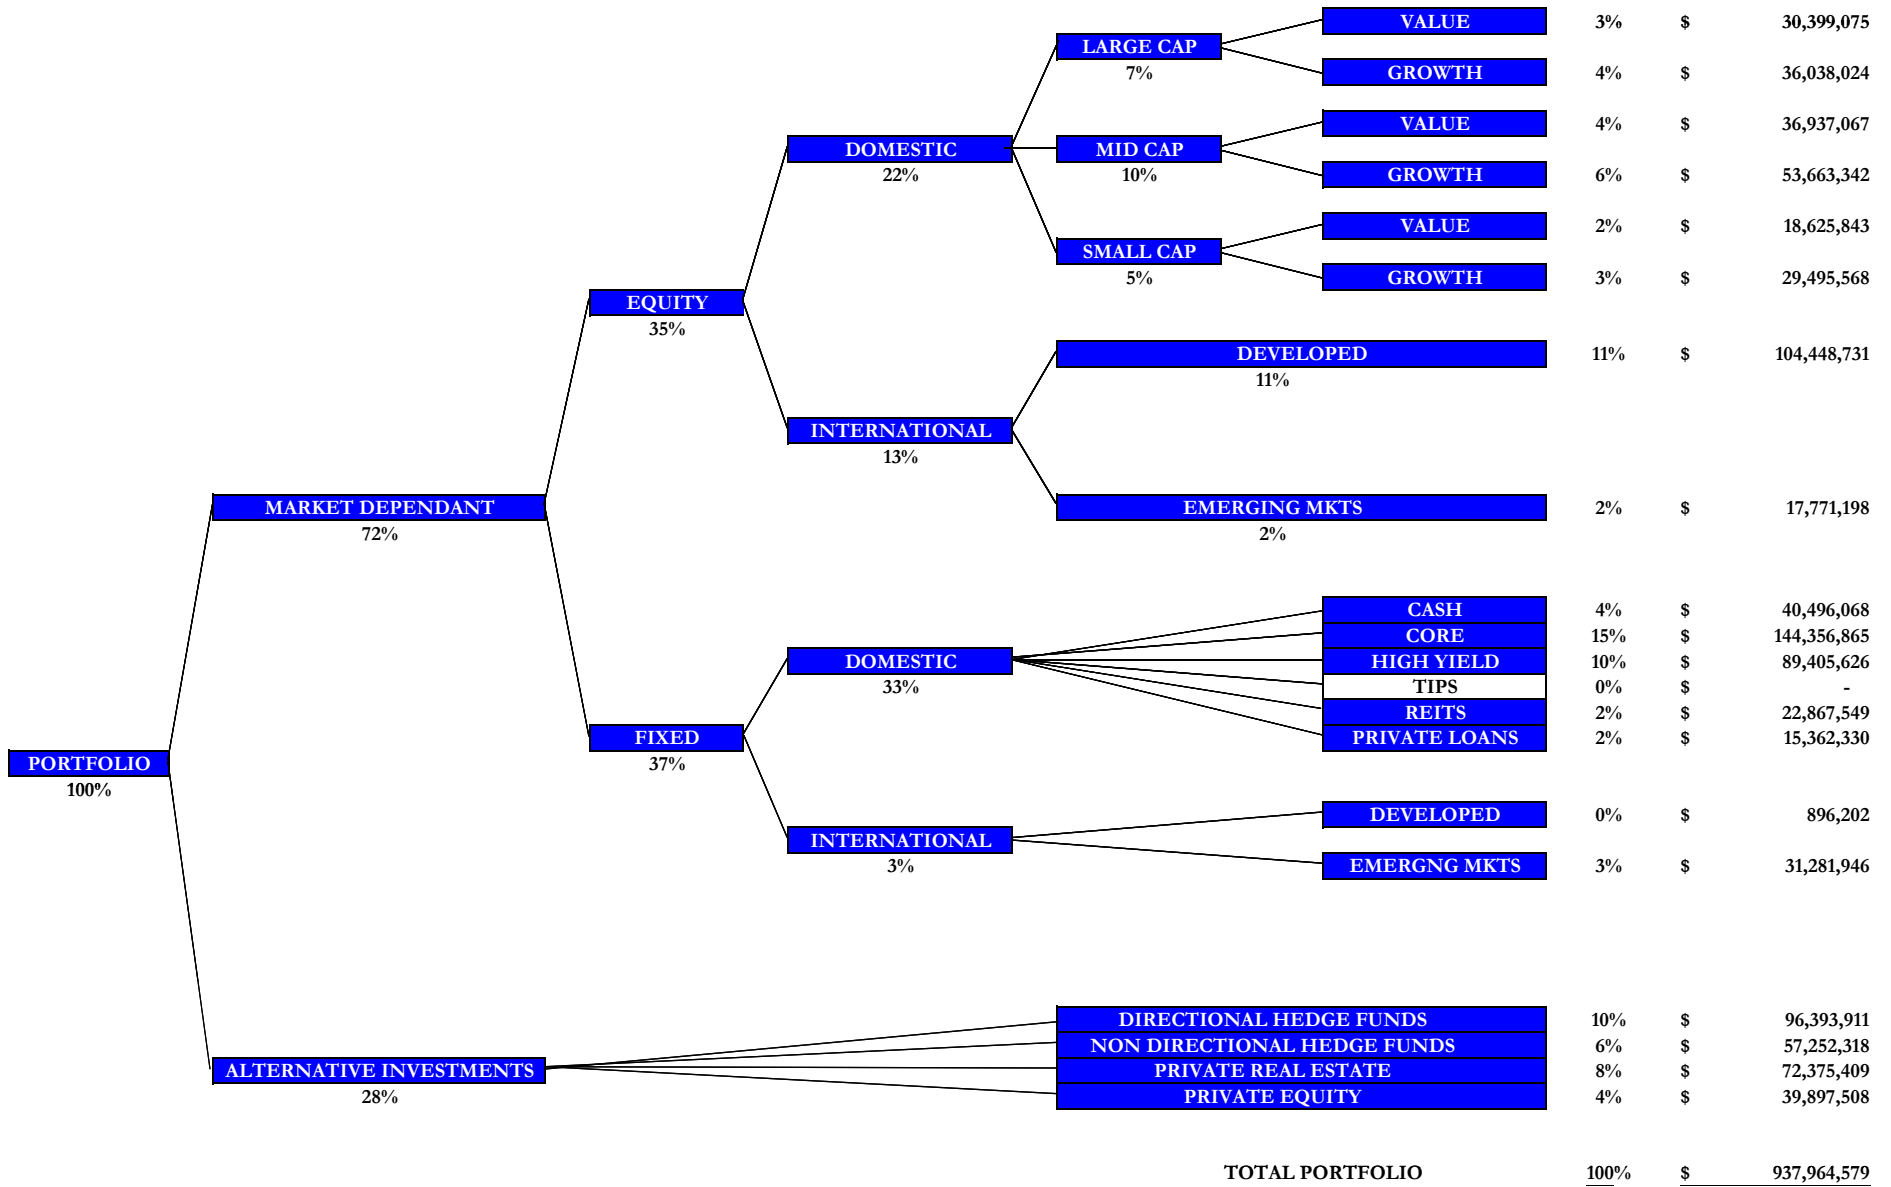 VALUE 3% $ 30,399,075
LARGE CAP
7%
GROWTH 4% $ 36,038,024
VALUE 4% $ 36,937,067
DOMESTIC MID CAP
22% 10%
GROWTH 6% $ 53,663,342
VALUE 2% $ 18,625,843
SMALL CAP
5%
GROWTH 3% $ 29,495,568
EQUITY
35%
DEVELOPED 11% $ 104,448,731
11%
INTERNATIONAL
13%
MARKET DEPENDANT EMERGING MKTS 2% $ 17,771,198
72% 2%
CASH 4% $ 40,496,068
CORE 15% $ 144,356,865
DOMESTIC HIGH YIELD 10% $ 89,405,626
33% TIPS 0% $ -
REITS 2% $ 22,867,549
FIXED PRIVATE LOANS 2% $ 15,362,330
37%
PORTFOLIO
100%
DEVELOPED 0% $ 896,202
INTERNATIONAL
3% EMERGNG MKTS 3% $ 31,281,946
DIRECTIONAL HEDGE FUNDS 10% $ 96,393,911
NON DIRECTIONAL HEDGE FUNDS 6% $ 57,252,318
ALTERNATIVE INVESTMENTS PRIVATE REAL ESTATE 8% $ 72,375,409
28% PRIVATE EQUITY 4% $ 39,897,508
TOTAL PORTFOLIO 100% $ 937,964,579